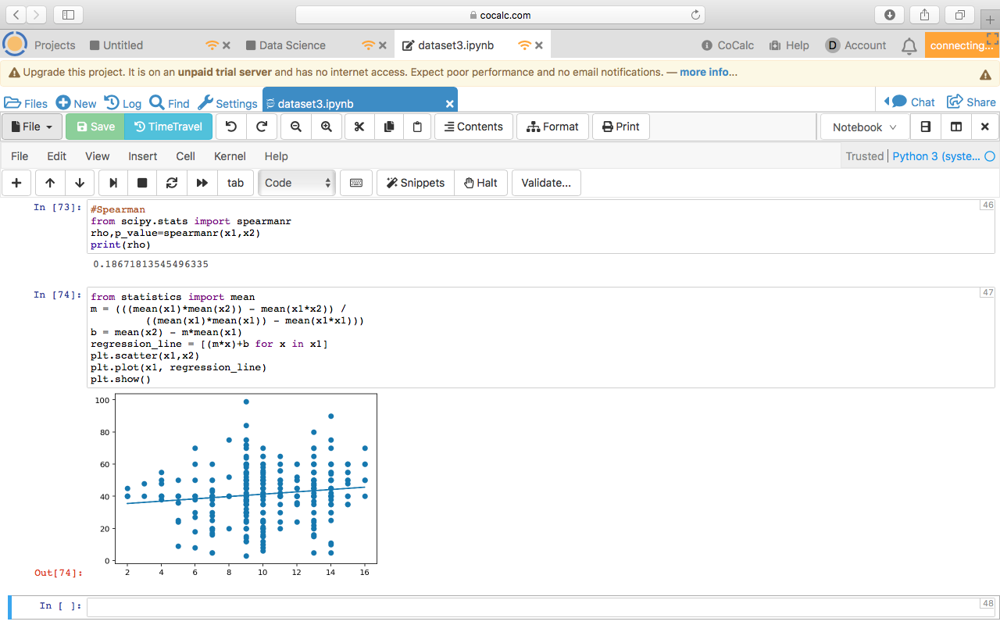 cocalc.com
Projects Untitled Data Science dataset3.ipynb CoCalc Help D Account connecting...
Upgrade this project. It is on an unpaid trial server and has no internet access. Expect poor performance and no email notifications. — more info...
Files New Log Find Settings dataset3.ipynb Chat Share
File Save TimeTravel Contents Format Print Notebook
File Edit View Insert Cell Kernel Help Trusted Python 3 (syste...
tab Code Snippets Halt Validate...
In [73]: #Spearman 46
from scipy.stats import spearmanr
rho,p_value=spearmanr(x1,x2)
print(rho)
0.18671813545496335
In [74]: from statistics import mean 47
m = (((mean(x1)*mean(x2)) - mean(x1*x2)) /
((mean(x1)*mean(x1)) - mean(x1*x1)))
b = mean(x2) - m*mean(x1)
regression_line = [(m*x)+b for x in x1]
plt.scatter(x1,x2)
plt.plot(x1, regression_line)
plt.show()
100
80
60
40
20
0
2 4 6 8 10 12 14 16
Out[74]:
In [ ]: 48